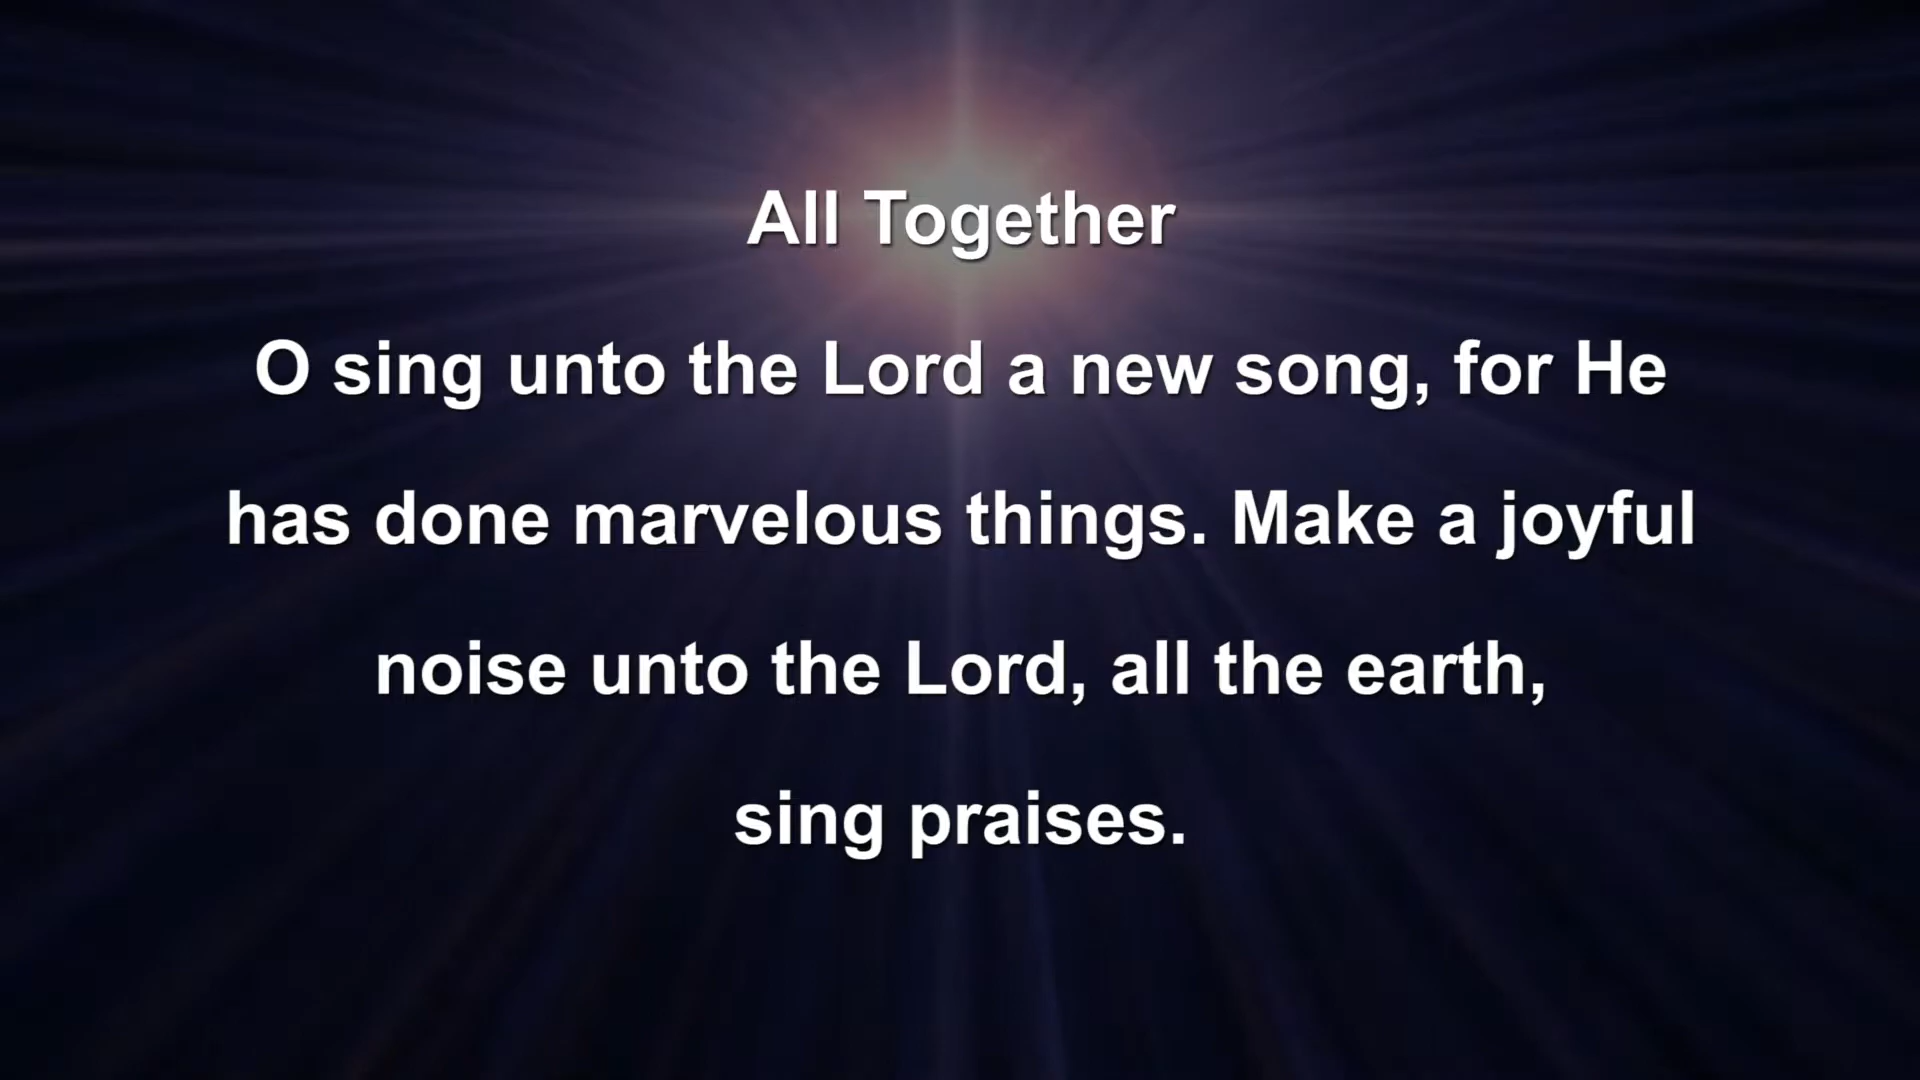 All Together
O sing unto the Lord a new song, for He
has done marvelous things. Make a joyful
noise unto the Lord, all the earth,
sing praises.